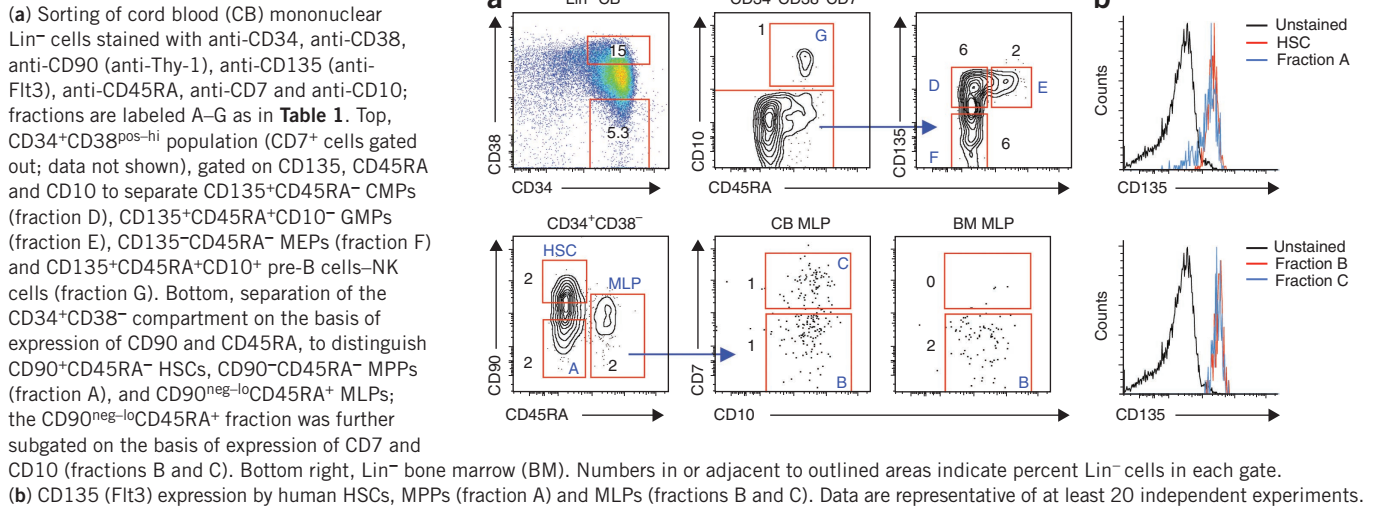 (a) Sorting of cord blood (CB) mononuclear
Lin– cells stained with anti-CD34, anti-CD38,
anti-CD90 (anti-Thy-1), anti-CD135 (anti-
Flt3), anti-CD45RA, anti-CD7 and anti-CD10;
fractions are labeled A–G as in Table 1. Top,
CD34+CD38pos–hi population (CD7+ cells gated
out; data not shown), gated on CD135, CD45RA
and CD10 to separate CD135+CD45RA– CMPs
(fraction D), CD135+CD45RA+CD10– GMPs
(fraction E), CD135–CD45RA– MEPs (fraction F)
and CD135+CD45RA+CD10+ pre-B cells–NK
cells (fraction G). Bottom, separation of the
CD34+CD38– compartment on the basis of
expression of CD90 and CD45RA, to distinguish
CD90+CD45RA– HSCs, CD90–CD45RA– MPPs
(fraction A), and CD90neg–loCD45RA+ MLPs;
the CD90neg–loCD45RA+ fraction was further
subgated on the basis of expression of CD7 and
CD10 (fractions B and C). Bottom right, Lin– bone marrow (BM). Numbers in or adjacent to outlined areas indicate percent Lin– cells in each gate.
(b) CD135 (Flt3) expression by human HSCs, MPPs (fraction A) and MLPs (fractions B and C). Data are representative of at least 20 independent experiments.
a
15
5.3
CD38
CD34
1
G
CD10
CD45RA
6
2
D
E
F
6
CD135
b
Unstained
HSC
Fraction A
Counts
CD135
CD34+CD38–
HSC
2
MLP
2
A
2
CD90
CD45RA
CB MLP
1
C
1
B
CD7
CD10
BM MLP
0
2
B
Unstained
Fraction B
Fraction C
Counts
CD135